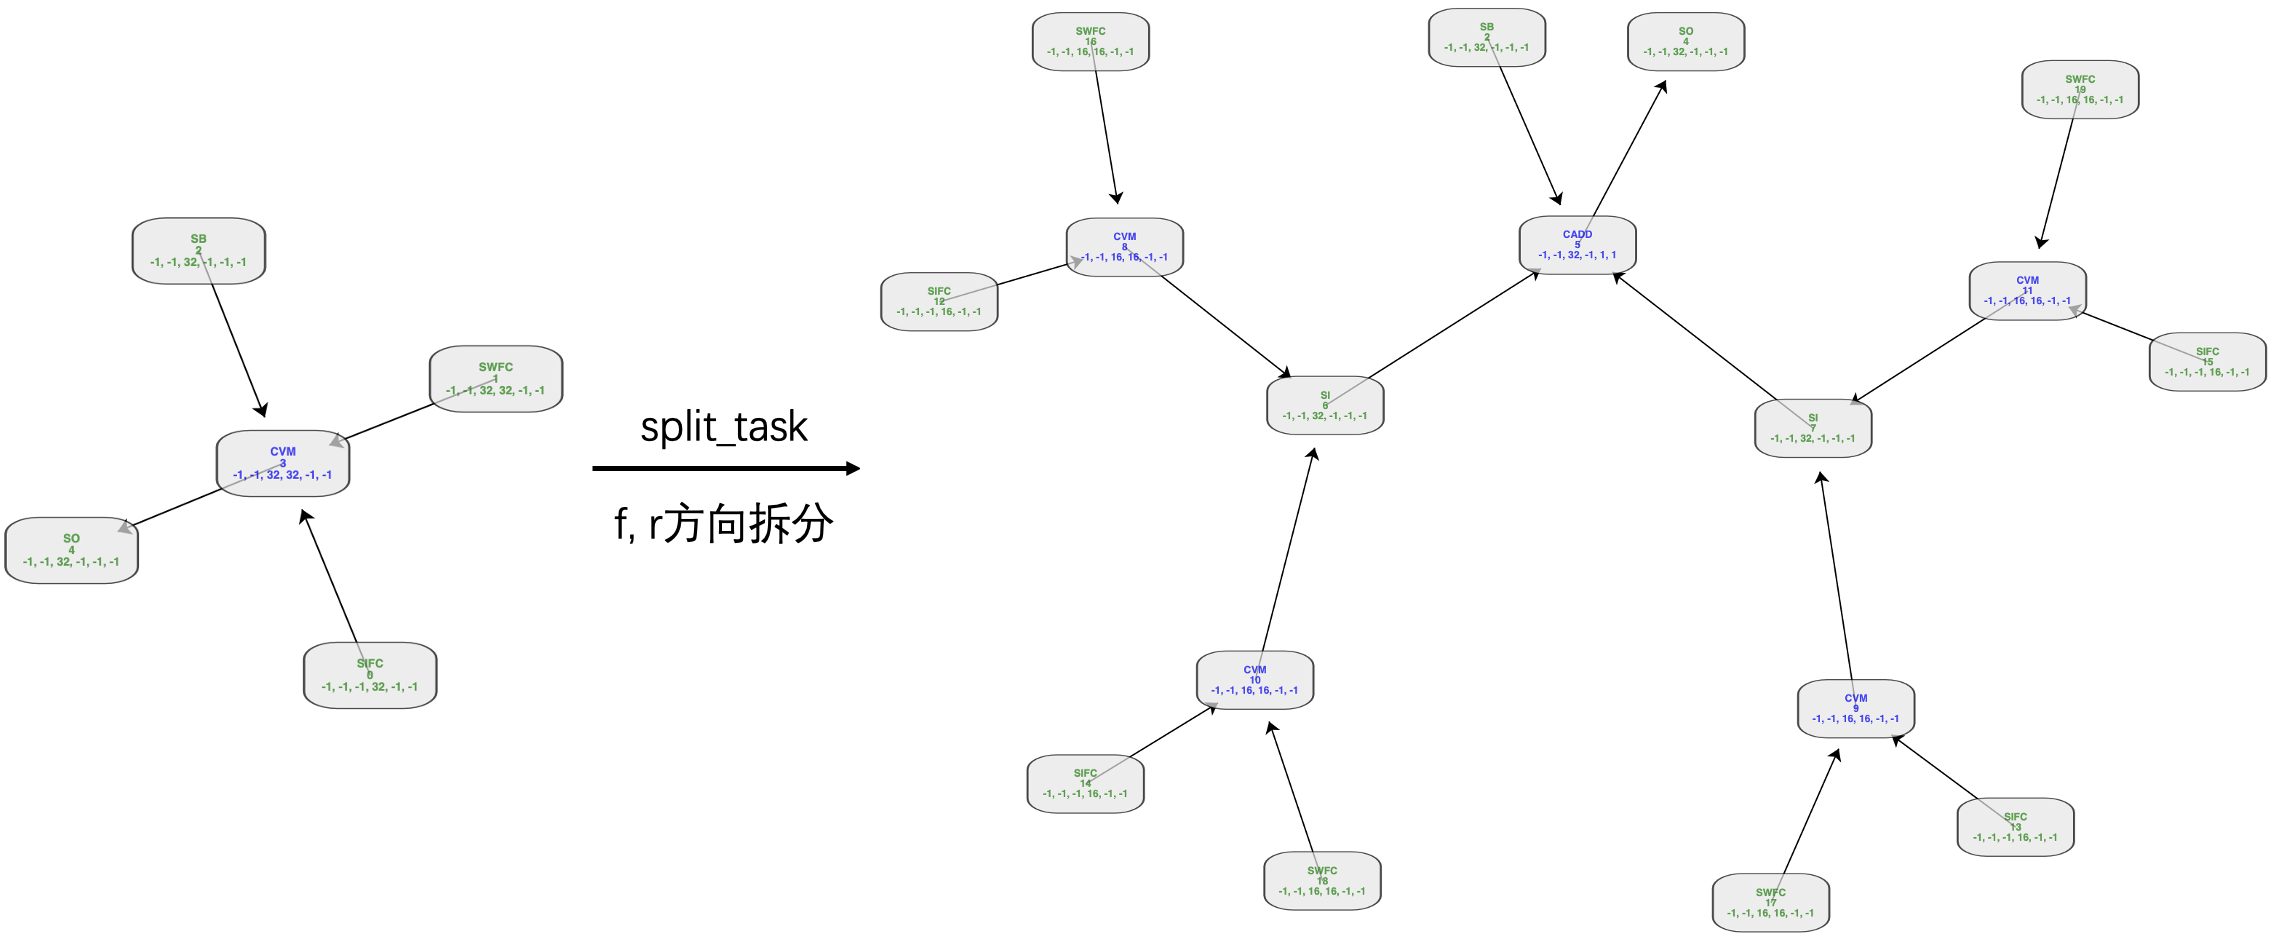 SB
2
-1, -1, 32, -1, -1, -1
SWFC
1
-1, -1, 32, 32, -1, -1
CVM
3
-1, -1, 32, 32, -1, -1
SO
4
-1, -1, 32, -1, -1, -1
SIFC
0
-1, -1, -1, 32, -1, -1
split_task
f, r方向拆分
SWFC
16
-1, -1, 16, 16, -1, -1
SB
2
-1, -1, 32, -1, -1, -1
SO
4
-1, -1, 32, -1, -1, -1
SWFC
19
-1, -1, 16, 16, -1, -1
CVM
8
-1, -1, 16, 16, -1, -1
CADD
5
-1, -1, 32, -1, 1, 1
SIFC
12
-1, -1, -1, 16, -1, -1
CVM
11
-1, -1, 16, 16, -1, -1
SIFC
15
-1, -1, -1, 16, -1, -1
SI
6
-1, -1, 32, -1, -1, -1
SI
7
-1, -1, 32, -1, -1, -1
CVM
10
-1, -1, 16, 16, -1, -1
CVM
9
-1, -1, 16, 16, -1, -1
SIFC
14
-1, -1, -1, 16, -1, -1
SIFC
13
-1, -1, -1, 16, -1, -1
SWFC
18
-1, -1, 16, 16, -1, -1
SWFC
17
-1, -1, 16, 16, -1, -1